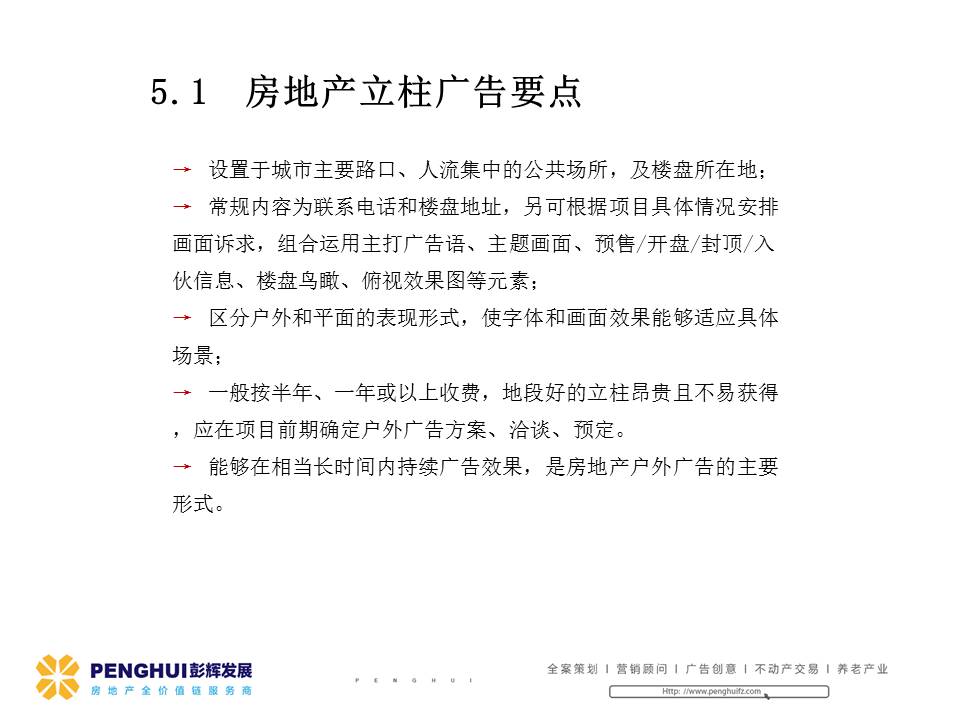 5.1 房地产立柱广告要点
→ 设置于城市主要路口、人流集中的公共场所，及楼盘所在地；
→ 常规内容为联系电话和楼盘地址，另可根据项目具体情况安排
画面诉求，组合运用主打广告语、主题画面、预售/开盘/封顶/入
伙信息、楼盘鸟瞰、俯视效果图等元素；
→ 区分户外和平面的表现形式，使字体和画面效果能够适应具体
场景；
→ 一般按半年、一年或以上收费，地段好的立柱昂贵且不易获得
，应在项目前期确定户外广告方案、洽谈、预定。
→ 能够在相当长时间内持续广告效果，是房地产户外广告的主要
形式。
PENGHUI彭辉发展
房地产全价值链服务商
PENGHUI
全案策划 | 营销顾问 | 广告创意 | 不动产交易 | 养老产业
Http: //www.penghuifz.com